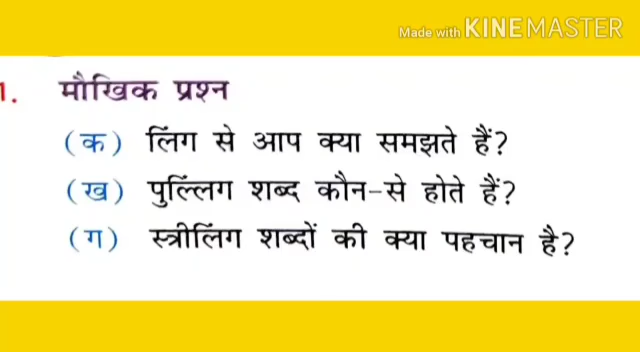 Made with KINEMASTER
1. मौखिक प्रश्न
(क) लिंग से आप क्या समझते हैं?
(ख) पुल्लिंग शब्द कौन-से होते हैं?
(ग) स्त्रीलिंग शब्दों की क्या पहचान है?